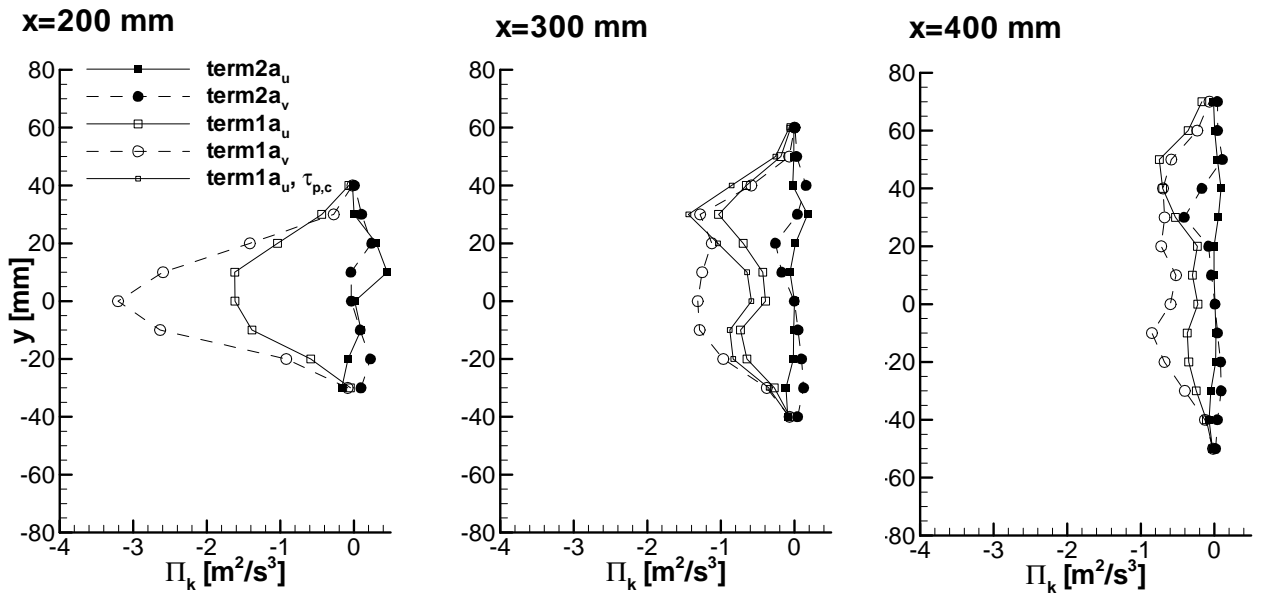 x=200 mm
x=300 mm
x=400 mm
term2a_u
term2a_v
term1a_u
term1a_v
term1a_u, τ_p,c
80
60
40
20
0
-20
-40
-60
-80
y [mm]
-4 -3 -2 -1 0
Π_k [m²/s³]
80
60
40
20
0
-20
-40
-60
-80
-4 -3 -2 -1 0
Π_k [m²/s³]
80
60
40
20
0
-20
-40
-60
-80
-4 -3 -2 -1 0
Π_k [m²/s³]